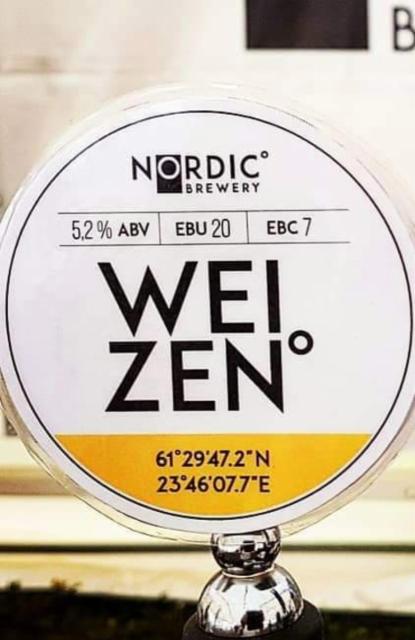 B
NORDIC°
BREWERY
5,2% ABV EBU 20 EBC 7
WEI
ZEN°
61°29'47.2"N
23°46'07.7"E